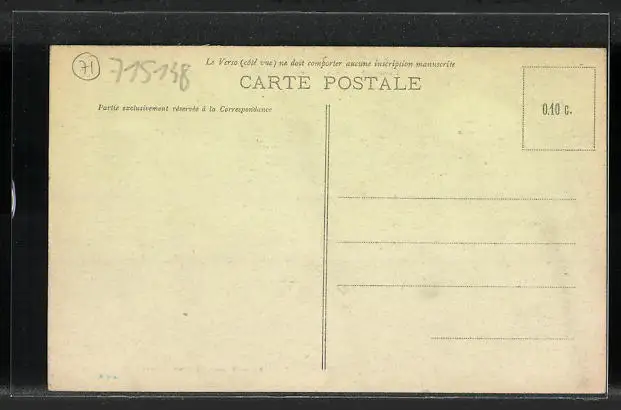 71 715148
Le Verso (côté vue) ne doit comporter aucune inscription manuscrite
CARTE POSTALE
Partie exclusivement réservée à la Correspondance
0.10 c.